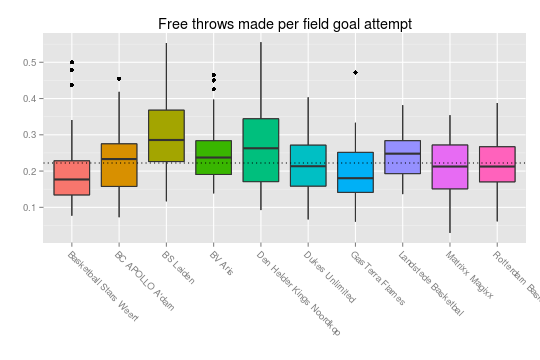 Free throws made per field goal attempt
0.5
0.4
0.3
0.2
0.1
Basketball Stars Weert
BC APOLLO A'dam
BS Leiden
BV Aris
Den Helder Kings Noordkop
Dukes Unlimited
GasTerra Flames
Landstede Basketbal
Matrixx Magixx
Rotterdam Bas